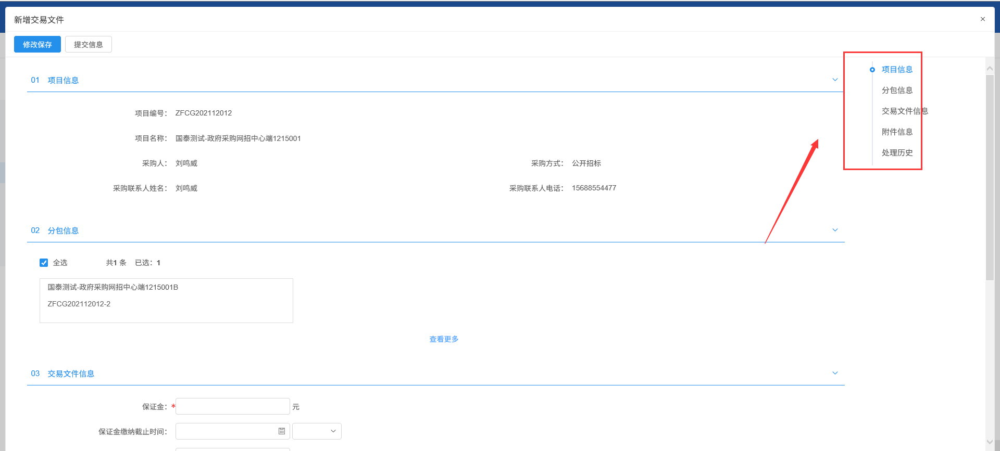 新增交易文件
×
修改保存 提交信息
01 项目信息
项目编号： ZFCG202112012
项目名称： 国泰测试-政府采购网招中心端1215001
采购人： 刘鸣威 采购方式： 公开招标
采购联系人姓名： 刘鸣威 采购联系人电话： 15688554477
02 分包信息
全选 共1 条 已选：1
国泰测试-政府采购网招中心端1215001B
ZFCG202112012-2
查看更多
03 交易文件信息
保证金：* 元
保证金缴纳截止时间：
项目信息
分包信息
交易文件信息
附件信息
处理历史